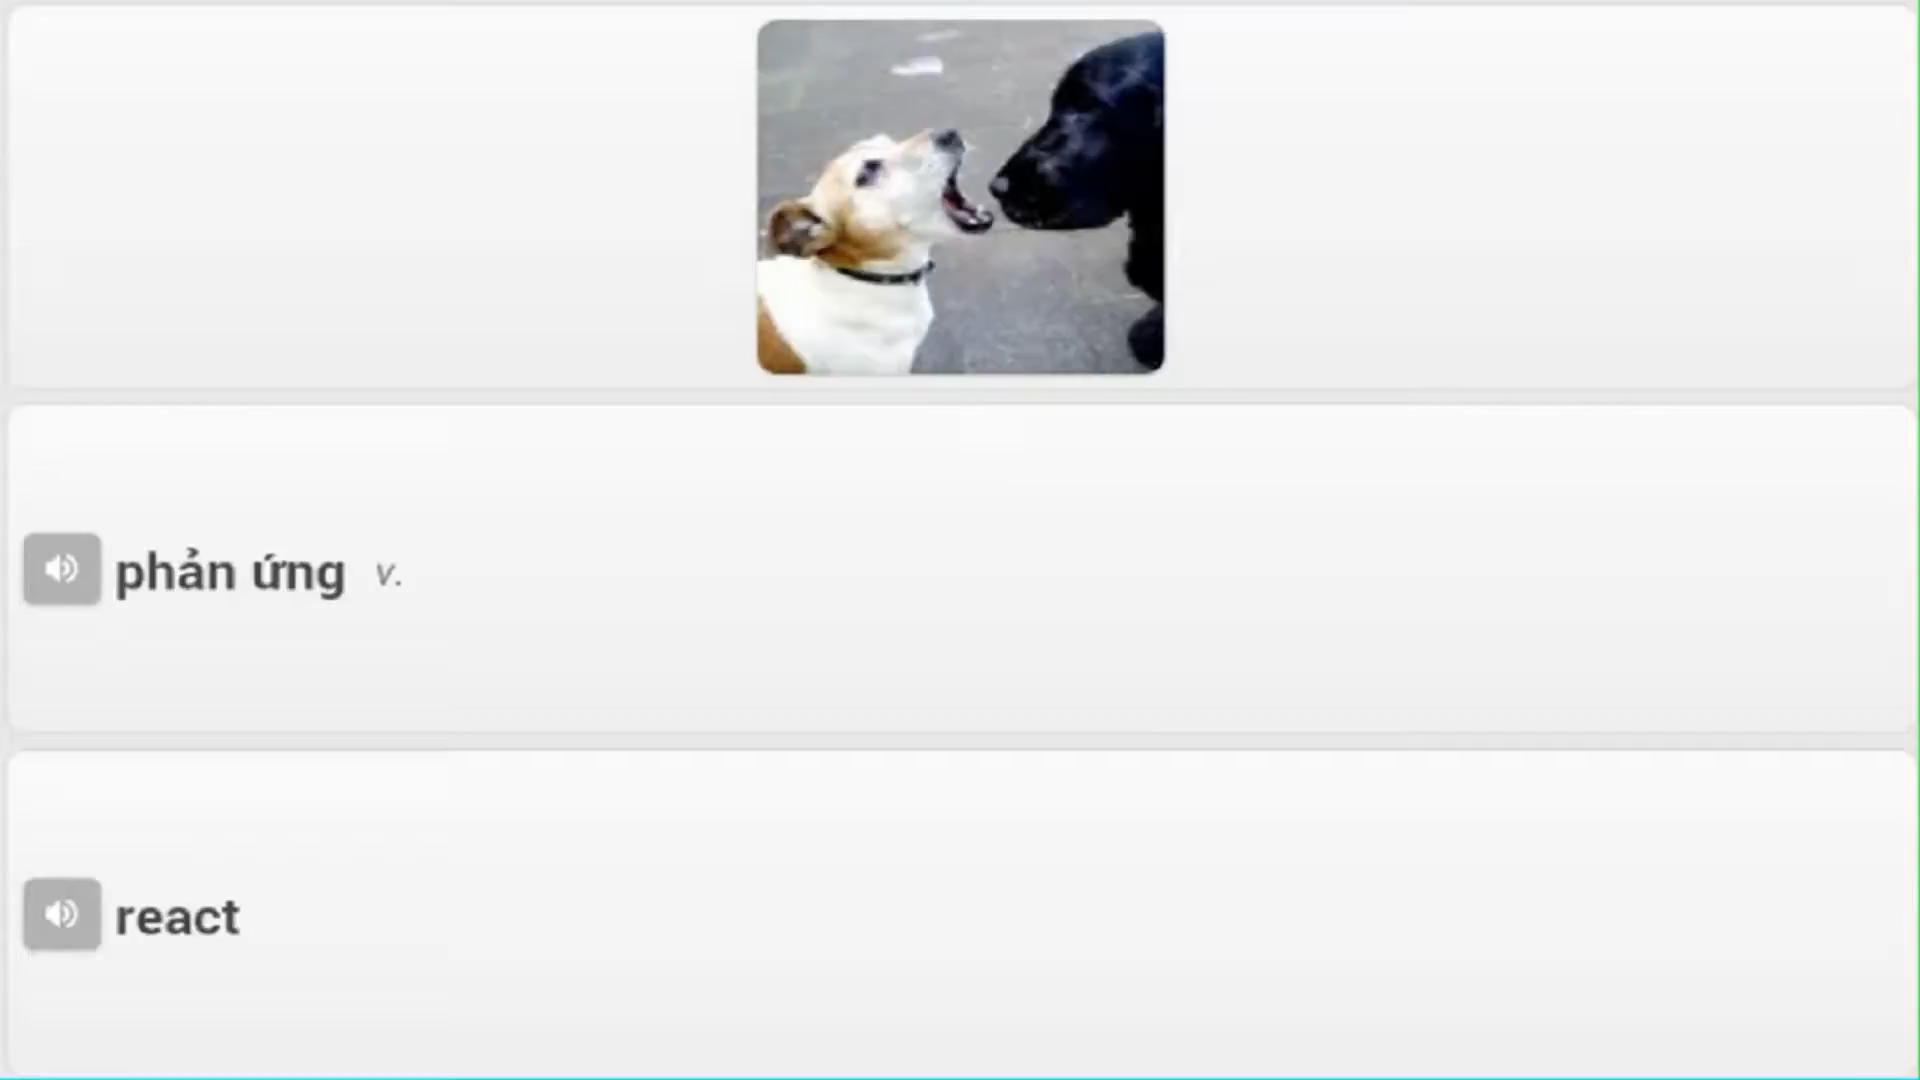 phản ứng v.
react